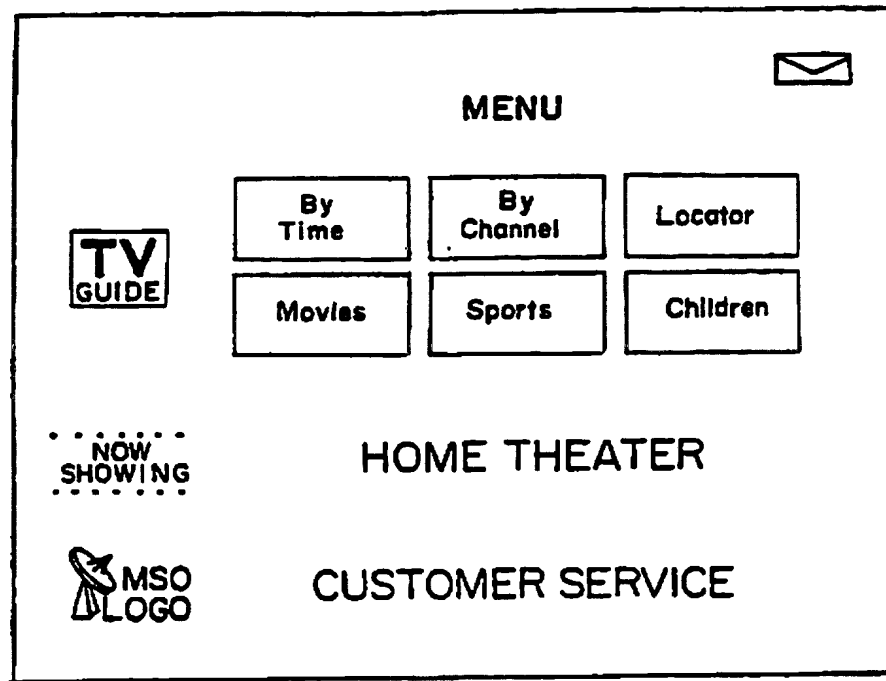 MENU
By
Time
By
Channel
Locator
TV
GUIDE
Movies
Sports
Children
NOW
SHOWING
HOME THEATER
MSO
LOGO
CUSTOMER SERVICE